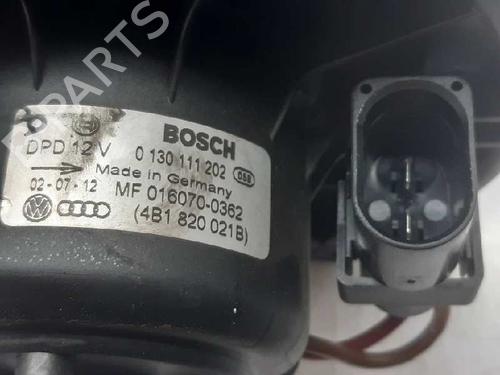 BOSCH
DPD 12 V 0 130 111 202 058
Made in Germany
02-07-12 MF 016070-0362
(4B1 820 021B)
PARTS